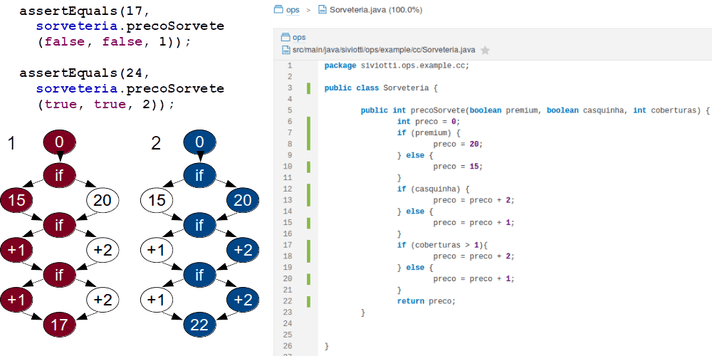 assertEquals(17,
sorveteria.precoSorvete
(false, false, 1));
assertEquals(24,
sorveteria.precoSorvete
(true, true, 2));
1
0
if
15 20
if
+1 +2
if
+1 +2
17
2
0
if
15 20
if
+1 +2
if
+1 +2
22
ops > Sorveteria.java (100.0%)
ops
src/main/java/siviotti/ops/example/cc/Sorveteria.java
1 package siviotti.ops.example.cc;
2
3 public class Sorveteria {
4
5 public int precoSorvete(boolean premium, boolean casquinha, int coberturas) {
6 int preco = 0;
7 if (premium) {
8 preco = 20;
9 } else {
10 preco = 15;
11 }
12 if (casquinha) {
13 preco = preco + 2;
14 } else {
15 preco = preco + 1;
16 }
17 if (coberturas > 1){
18 preco = preco + 2;
19 } else {
20 preco = preco + 1;
21 }
22 return preco;
23 }
24
25
26 }